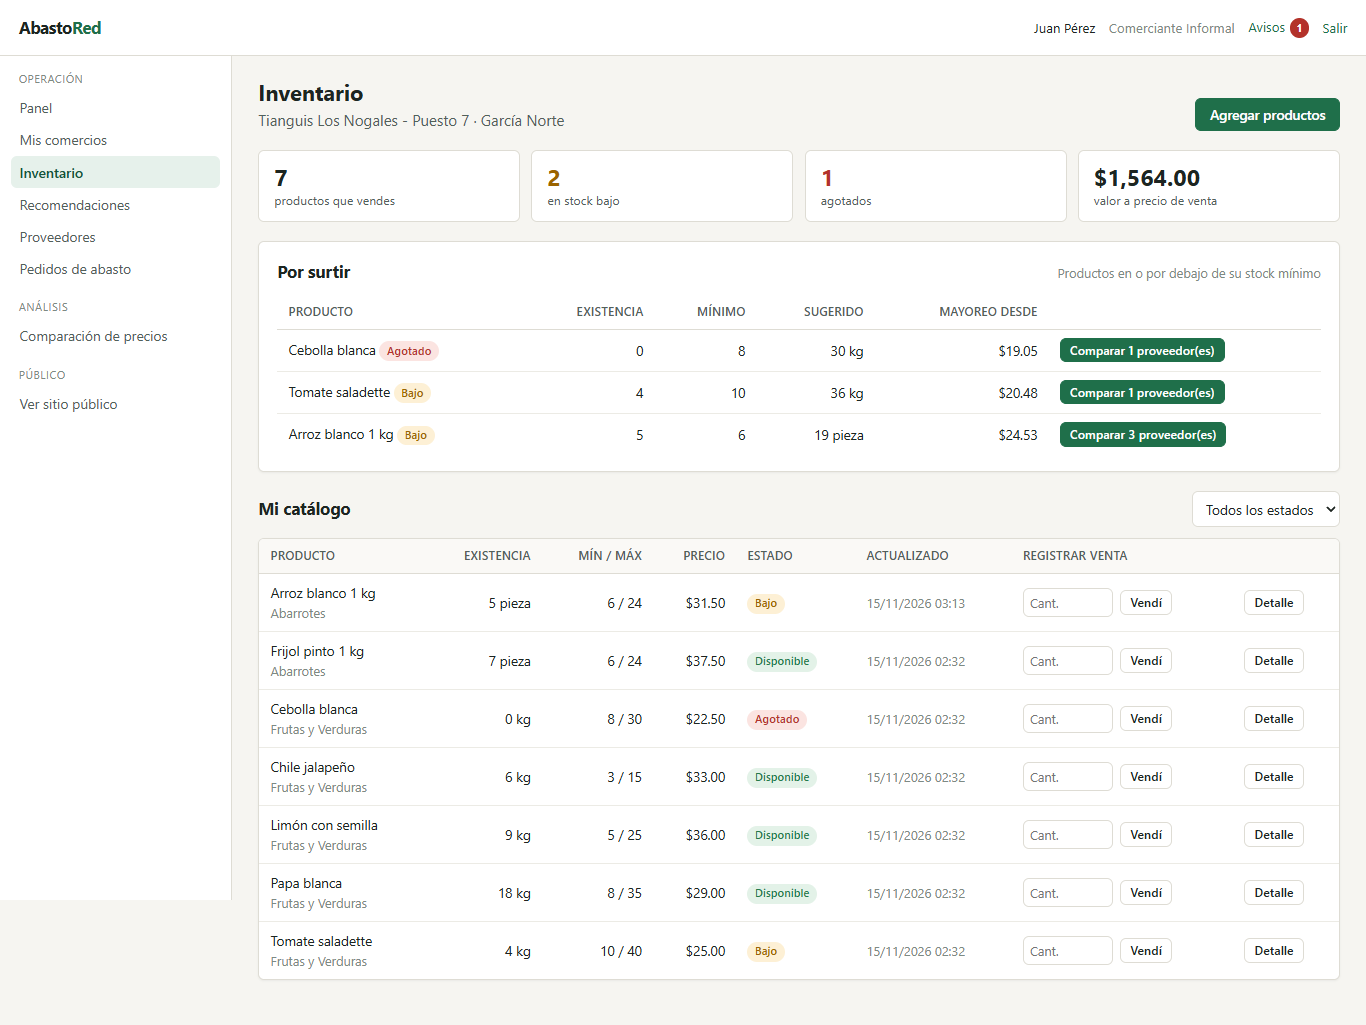 AbastoRed
Juan Pérez Comerciante Informal Avisos 1 Salir
OPERACIÓN
Panel
Mis comercios
Inventario
Recomendaciones
Proveedores
Pedidos de abasto
ANÁLISIS
Comparación de precios
PÚBLICO
Ver sitio público
Inventario
Tianguis Los Nogales - Puesto 7 · García Norte
Agregar productos
7
productos que vendes
2
en stock bajo
1
agotados
$1,564.00
valor a precio de venta
Por surtir
Productos en o por debajo de su stock mínimo
PRODUCTO EXISTENCIA MÍNIMO SUGERIDO MAYOREO DESDE
Cebolla blanca Agotado 0 8 30 kg $19.05 Comparar 1 proveedor(es)
Tomate saladette Bajo 4 10 36 kg $20.48 Comparar 1 proveedor(es)
Arroz blanco 1 kg Bajo 5 6 19 pieza $24.53 Comparar 3 proveedor(es)
Mi catálogo
Todos los estados
PRODUCTO EXISTENCIA MÍN / MÁX PRECIO ESTADO ACTUALIZADO REGISTRAR VENTA
Arroz blanco 1 kg
Abarrotes
5 pieza 6 / 24 $31.50 Bajo 15/11/2026 03:13 Cant. Vendí Detalle
Frijol pinto 1 kg
Abarrotes
7 pieza 6 / 24 $37.50 Disponible 15/11/2026 02:32 Cant. Vendí Detalle
Cebolla blanca
Frutas y Verduras
0 kg 8 / 30 $22.50 Agotado 15/11/2026 02:32 Cant. Vendí Detalle
Chile jalapeño
Frutas y Verduras
6 kg 3 / 15 $33.00 Disponible 15/11/2026 02:32 Cant. Vendí Detalle
Limón con semilla
Frutas y Verduras
9 kg 5 / 25 $36.00 Disponible 15/11/2026 02:32 Cant. Vendí Detalle
Papa blanca
Frutas y Verduras
18 kg 8 / 35 $29.00 Disponible 15/11/2026 02:32 Cant. Vendí Detalle
Tomate saladette
Frutas y Verduras
4 kg 10 / 40 $25.00 Bajo 15/11/2026 02:32 Cant. Vendí Detalle